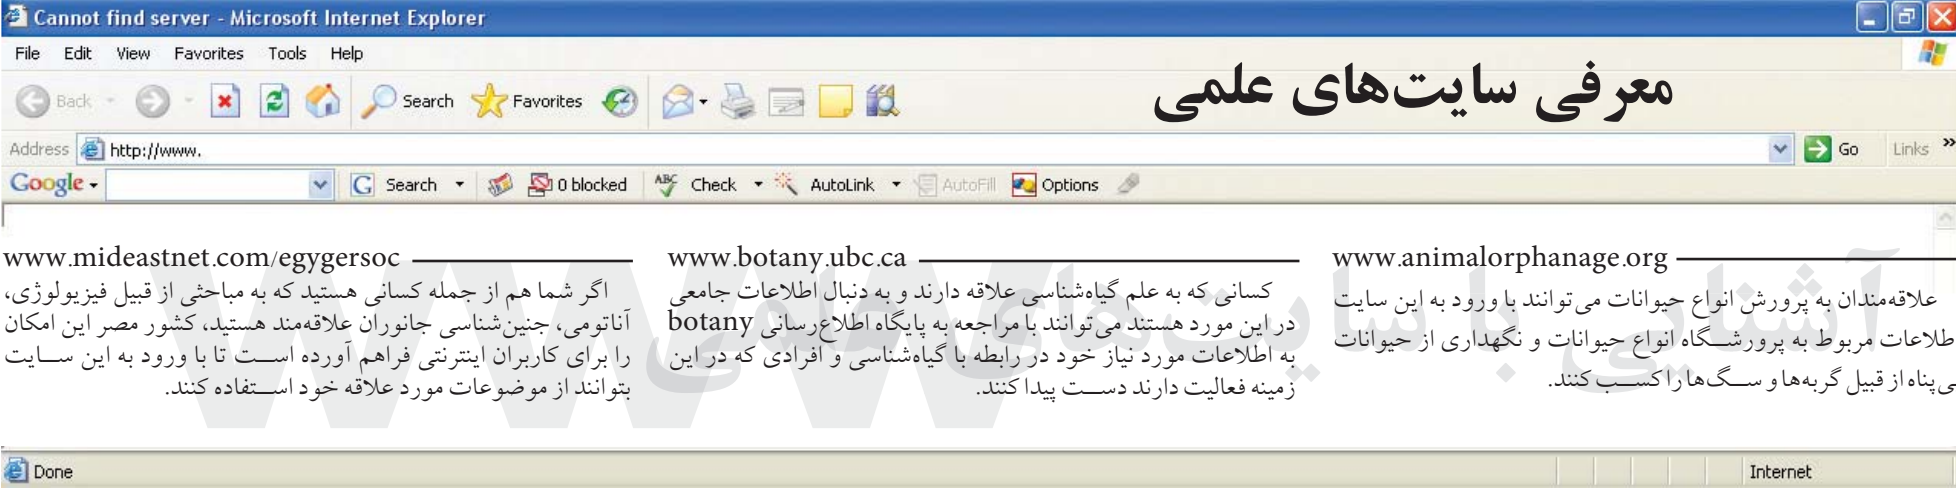 Cannot find server - Microsoft Internet Explorer
File Edit View Favorites Tools Help
معرفی سایت‌های علمی
Back Search Favorites
Address http://www. Go Links »
Google Search 0 blocked ABC Check AutoLink AutoFill Options
آشنایی با سایت‌های علمی
www
www.animalorphanage.org
علاقه‌مندان به پرورش انواع حیوانات می‌توانند با ورود به این سایت
طلاعات مربوط به پرورشگاه انواع حیوانات و نگهداری از حیوانات
ی‌پناه از قبیل گربه‌ها و سگ‌ها را کسب کنند.
www.botany.ubc.ca
کسانی که به علم گیاه‌شناسی علاقه دارند و به دنبال اطلاعات جامعی
در این مورد هستند می‌توانند با مراجعه به پایگاه اطلاع‌رسانی botany
به اطلاعات مورد نیاز خود در رابطه با گیاه‌شناسی و افرادی که در این
زمینه فعالیت دارند دست پیدا کنند.
www.mideastnet.com/egygersoc
اگر شما هم از جمله کسانی هستید که به مباحثی از قبیل فیزیولوژی،
آناتومی، جنین‌شناسی جانوران علاقه‌مند هستید، کشور مصر این امکان
را برای کاربران اینترنتی فراهم آورده است تا با ورود به این سایت
بتوانند از موضوعات مورد علاقه خود استفاده کنند.
Done Internet